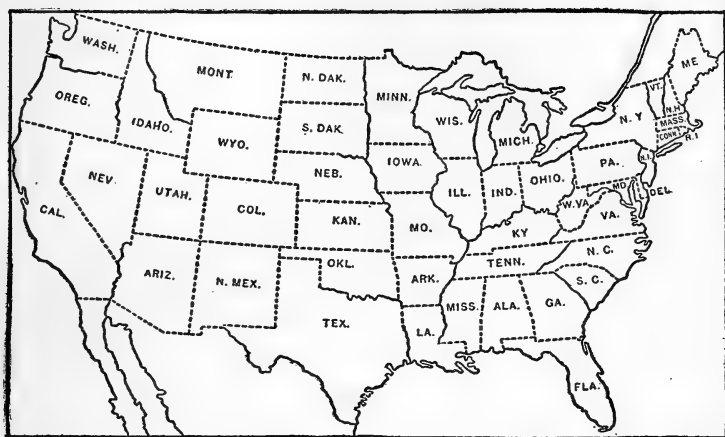 WASH.
MONT.
N. DAK.
MINN.
ME
VT.
N.H.
OREG.
IDAHO.
WYO.
S. DAK.
WIS.
MICH.
N. Y
MASS.
CONN.
R.I
IOWA.
NEB.
PA.
N.J.
NEV.
UTAH.
COL.
KAN.
MO.
ILL.
IND.
OHIO.
W.VA.
MD.
DEL.
VA.
CAL.
KY
ARIZ.
N. MEX.
OKL.
ARK.
TENN.
N. C.
S. C.
TEX.
LA.
MISS.
ALA.
GA.
FLA.